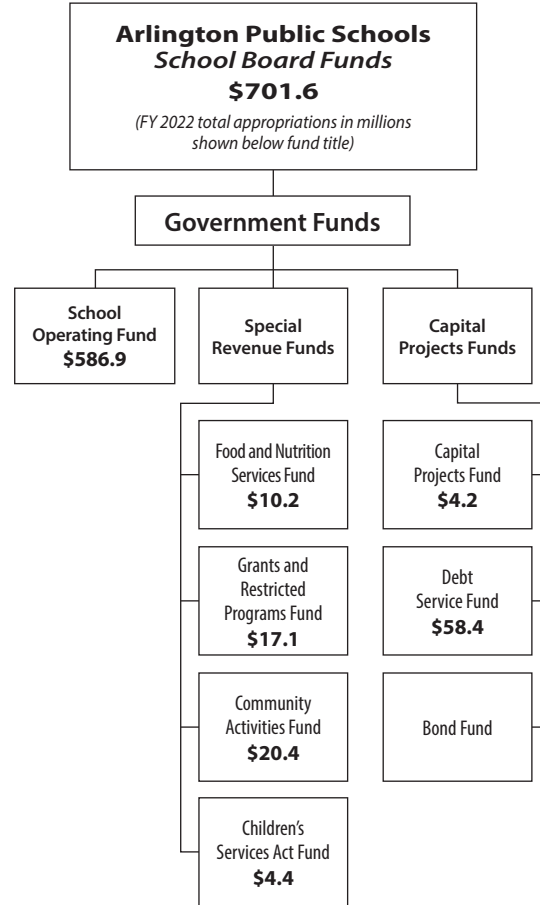 Arlington Public Schools
School Board Funds
$701.6
(FY 2022 total appropriations in millions
shown below fund title)
Government Funds
School
Operating Fund
$586.9
Special
Revenue Funds
Capital
Projects Funds
Food and Nutrition
Services Fund
$10.2
Grants and
Restricted
Programs Fund
$17.1
Community
Activities Fund
$20.4
Children's
Services Act Fund
$4.4
Capital
Projects Fund
$4.2
Debt
Service Fund
$58.4
Bond Fund